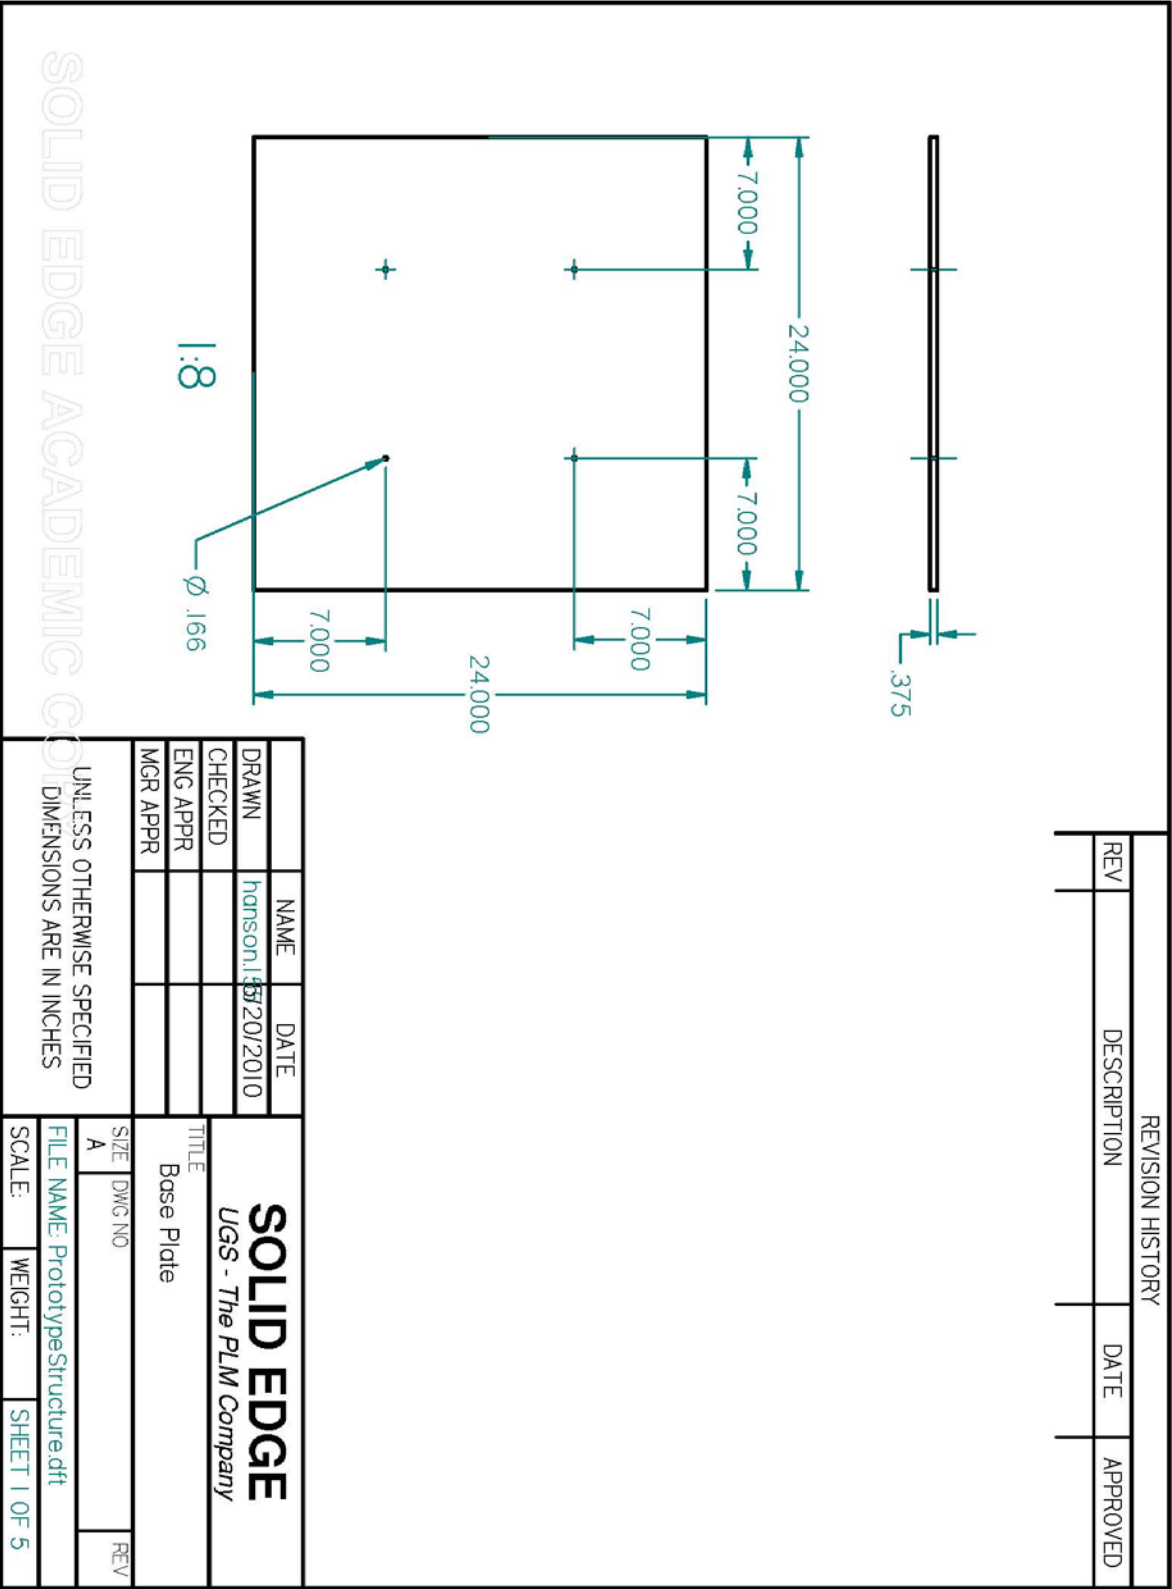 REVISION HISTORY
REV DESCRIPTION DATE APPROVED
.375
24.000
7.000 7.000
7.000
24.000
7.000
Ø .166
1:8
NAME DATE
DRAWN hanson.15 /20/2010
CHECKED
ENG APPR
MGR APPR
UNLESS OTHERWISE SPECIFIED
DIMENSIONS ARE IN INCHES
SOLID EDGE
UGS - The PLM Company
TITLE
Base Plate
SIZE DWG NO REV
A
FILE NAME: PrototypeStructure.dft
SCALE: WEIGHT: SHEET 1 OF 5
SOLID EDGE ACADEMIC COPY